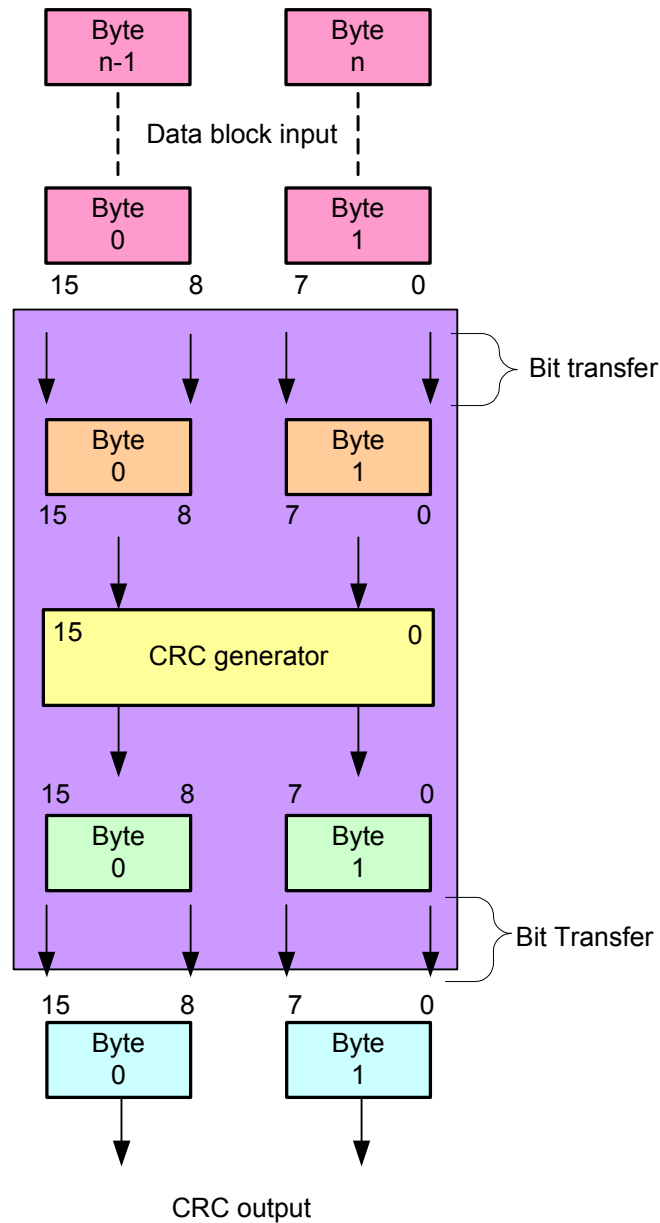 Byte
n-1
Byte
n
Data block input
Byte
0
Byte
1
15 8 7 0
Bit transfer
Byte
0
Byte
1
15 8 7 0
15 0
CRC generator
15 8 7 0
Byte
0
Byte
1
Bit Transfer
15 8 7 0
Byte
0
Byte
1
CRC output